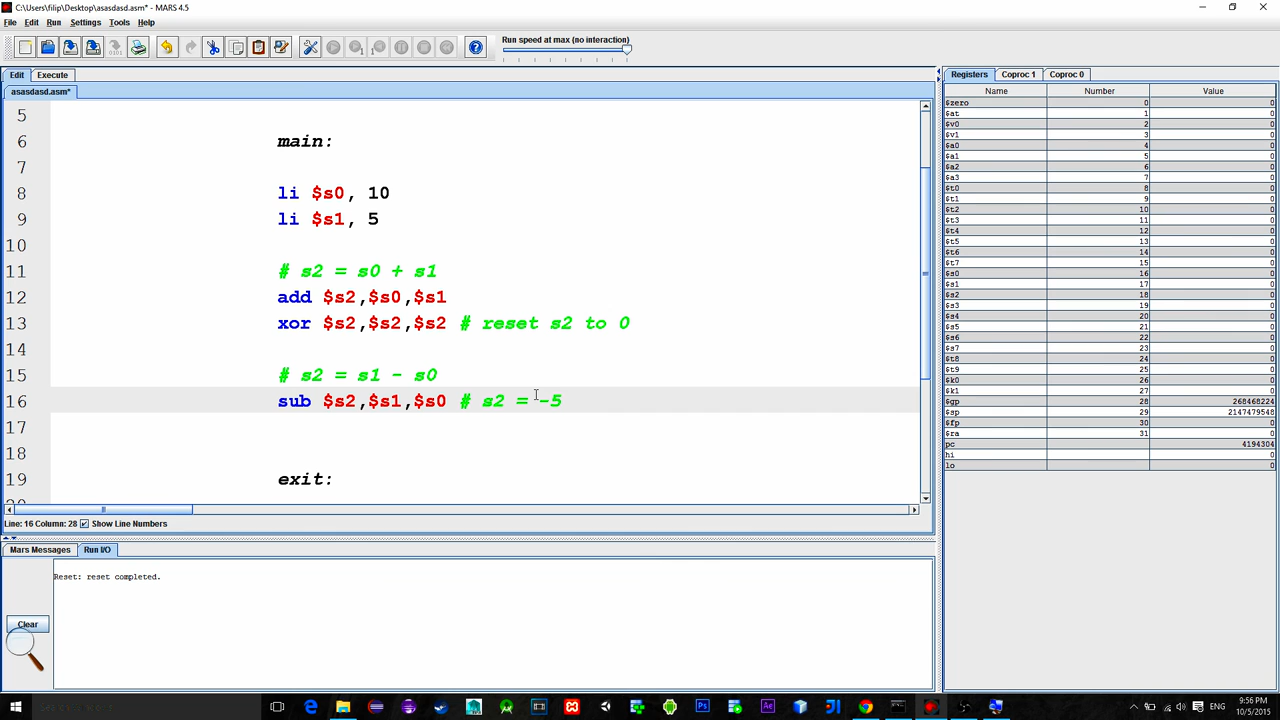 C:\Users\filip\Desktop\asasdasd.asm* - MARS 4.5
File Edit Run Settings Tools Help
Run speed at max (no interaction)
Edit Execute
asasdasd.asm*
5
6 main:
7
8 li $s0, 10
9 li $s1, 5
10
11 # s2 = s0 + s1
12 add $s2,$s0,$s1
13 xor $s2,$s2,$s2 # reset s2 to 0
14
15 # s2 = s1 - s0
16 sub $s2,$s1,$s0 # s2 = -5
17
18
19 exit:
Line: 16 Column: 28 Show Line Numbers
Mars Messages Run I/O
Reset: reset completed.
Clear
Registers Coproc 1 Coproc 0
Name Number Value
$zero 0 0
$at 1 0
$v0 2 0
$v1 3 0
$a0 4 0
$a1 5 0
$a2 6 0
$a3 7 0
$t0 8 0
$t1 9 0
$t2 10 0
$t3 11 0
$t4 12 0
$t5 13 0
$t6 14 0
$t7 15 0
$s0 16 0
$s1 17 0
$s2 18 0
$s3 19 0
$s4 20 0
$s5 21 0
$s6 22 0
$s7 23 0
$t8 24 0
$t9 25 0
$k0 26 0
$k1 27 0
$gp 28 268468224
$sp 29 2147479548
$fp 30 0
$ra 31 0
pc 4194304
hi 0
lo 0
ENG
9:56 PM
10/5/2015